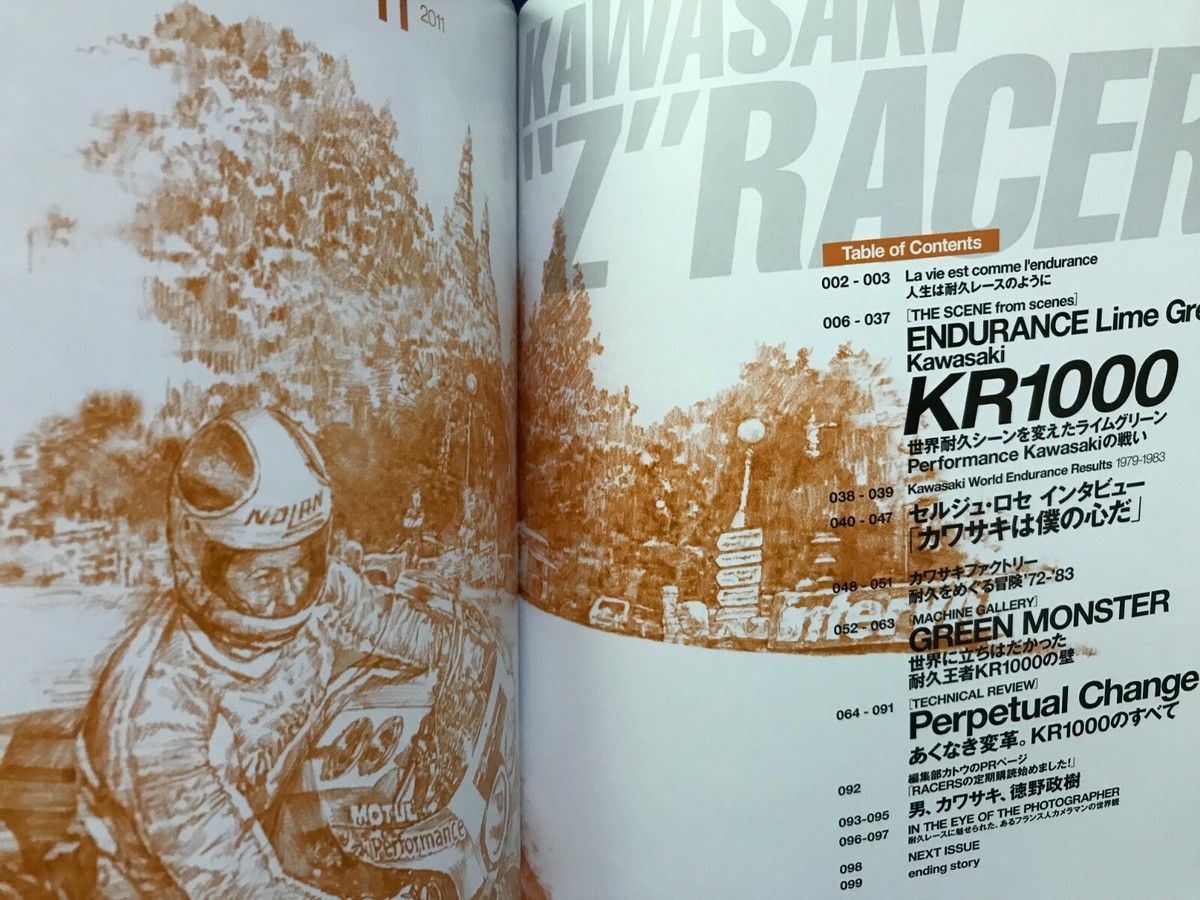 11 2011
KAWASAKI
"Z" RACER
Table of Contents
002 - 003 La vie est comme l'endurance
人生は耐久レースのように
006 - 037 [THE SCENE from scenes]
ENDURANCE Lime Gre
Kawasaki
KR1000
世界耐久シーンを変えたライムグリーン
Performance Kawasakiの戦い
038 - 039 Kawasaki World Endurance Results 1979-1983
040 - 047 セルジュ・ロセ インタビュー
「カワサキは僕の心だ」
048 - 051 カワサキファクトリー
耐久をめぐる冒険'72-'83
052 - 063 [MACHINE GALLERY]
GREEN MONSTER
世界に立ちはだかった
耐久王者KR1000の壁
064 - 091 [TECHNICAL REVIEW]
Perpetual Change
あくなき変革。KR1000のすべて
092 編集部カトウのPRページ
「RACERSの定期購読始めました!」
093-095 男、カワサキ、徳野政樹
096-097 IN THE EYE OF THE PHOTOGRAPHER
耐久レースに魅せられた、あるフランス人カメラマンの世界観
098 NEXT ISSUE
099 ending story
NOLAN
MOTUL
Performance